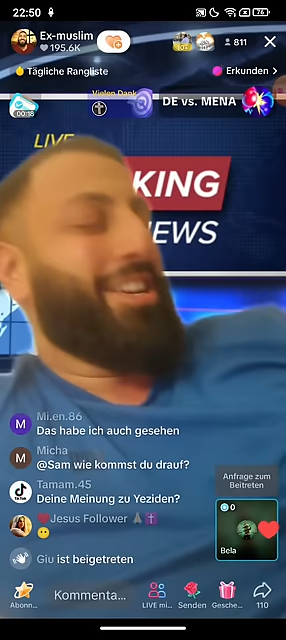 22:50
76
Ex-muslim
195.6K
811
Tägliche Rangliste
Erkunden >
00:18
Vielen Dank
DE vs. MENA
LIVE
KING
NEWS
Mi.en.86
Das habe ich auch gesehen
Micha
@Sam wie kommst du drauf?
Tamam.45
Deine Meinung zu Yeziden?
Jesus Follower
Giu ist beigetreten
Anfrage zum
Beitreten
0
Bela
Abonn...
Kommenta...
LIVE mi...
Senden
Gesche...
110